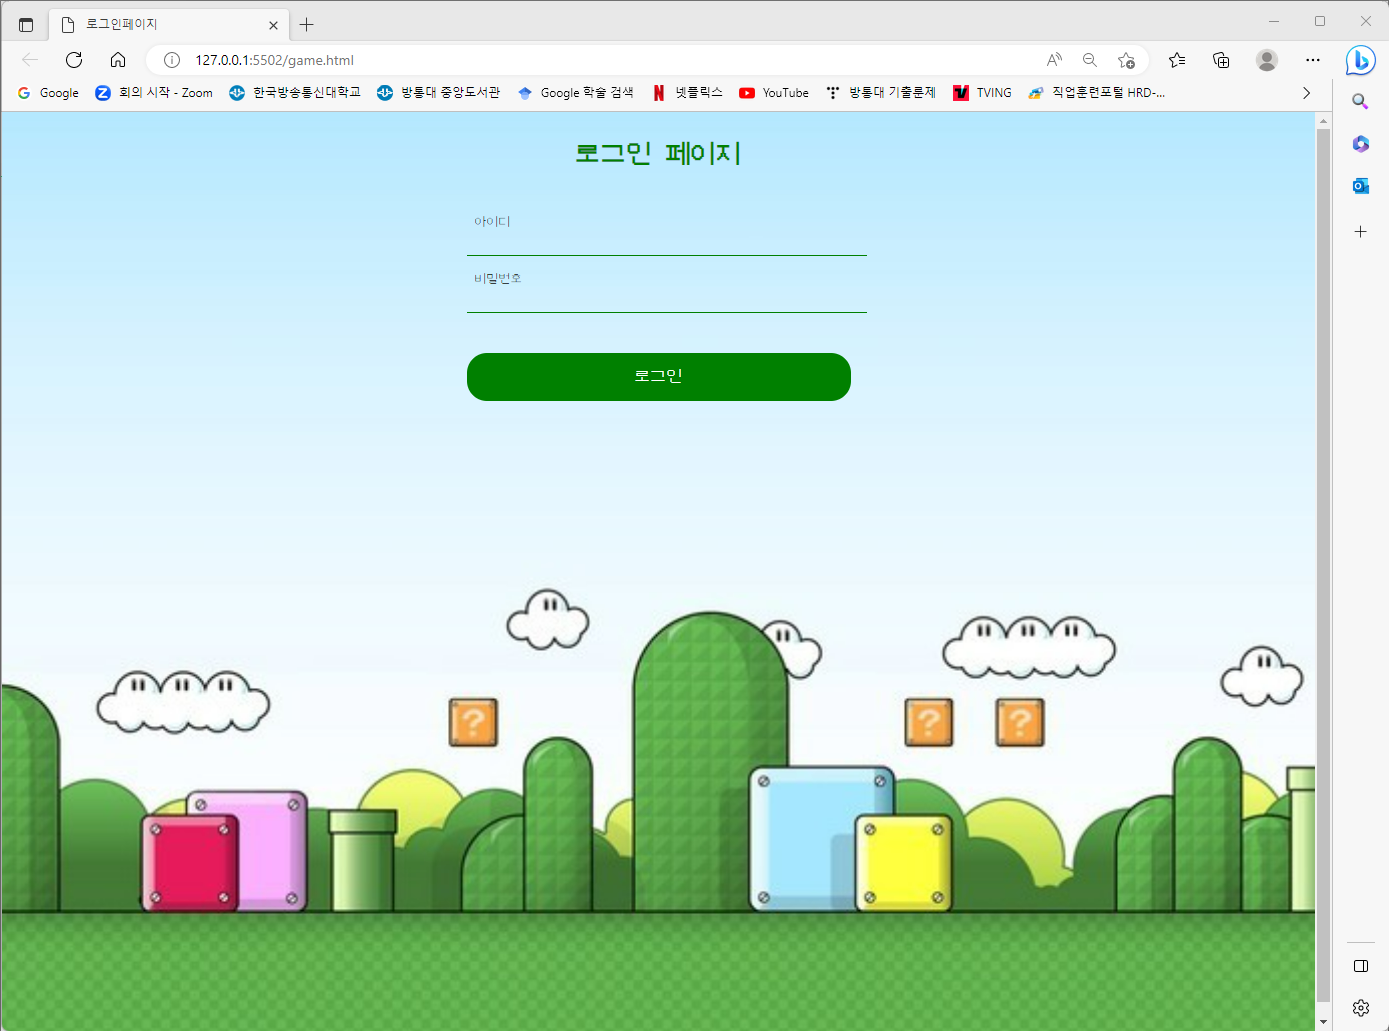 로그인페이지
127.0.0.1:5502/game.html
Google 회의 시작 - Zoom 한국방송통신대학교 방통대 중앙도서관 Google 학술 검색 넷플릭스 YouTube 방통대 기출문제 TVING 직업훈련포털 HRD-...
로그인 페이지
아이디
비밀번호
로그인
? ? ?